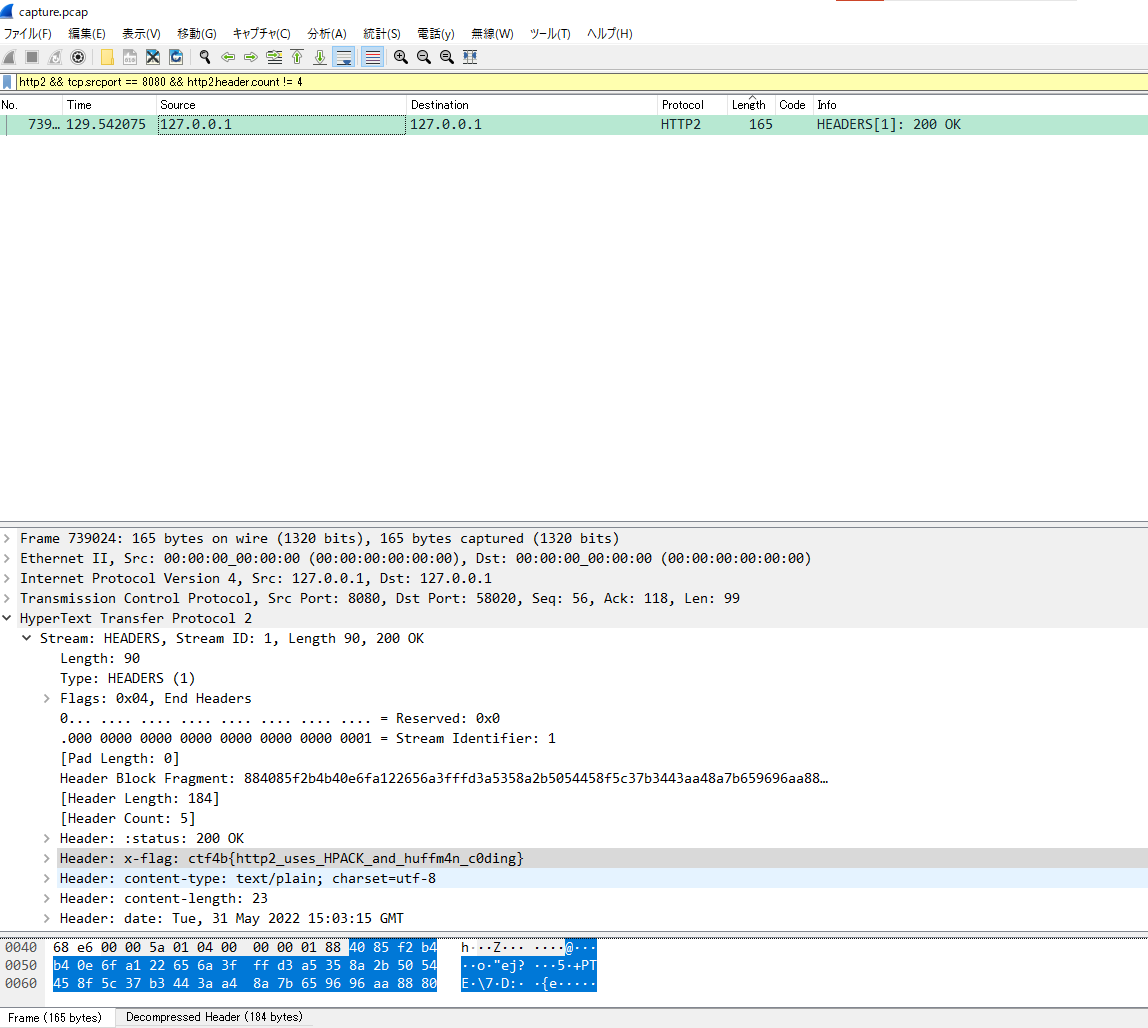 capture.pcap
ファイル(F) 編集(E) 表示(V) 移動(G) キャプチャ(C) 分析(A) 統計(S) 電話(y) 無線(W) ツール(T) ヘルプ(H)
http2 && tcp.srcport == 8080 && http2.header.count != 4
No. Time Source Destination Protocol Length Code Info
739… 129.542075 127.0.0.1 127.0.0.1 HTTP2 165 HEADERS[1]: 200 OK
Frame 739024: 165 bytes on wire (1320 bits), 165 bytes captured (1320 bits)
Ethernet II, Src: 00:00:00_00:00:00 (00:00:00:00:00:00), Dst: 00:00:00_00:00:00 (00:00:00:00:00:00)
Internet Protocol Version 4, Src: 127.0.0.1, Dst: 127.0.0.1
Transmission Control Protocol, Src Port: 8080, Dst Port: 58020, Seq: 56, Ack: 118, Len: 99
HyperText Transfer Protocol 2
Stream: HEADERS, Stream ID: 1, Length 90, 200 OK
Length: 90
Type: HEADERS (1)
Flags: 0x04, End Headers
0... .... .... .... .... .... .... .... = Reserved: 0x0
.000 0000 0000 0000 0000 0000 0000 0001 = Stream Identifier: 1
[Pad Length: 0]
Header Block Fragment: 884085f2b4b40e6fa122656a3fffd3a5358a2b5054458f5c37b3443aa48a7b659696aa88…
[Header Length: 184]
[Header Count: 5]
Header: :status: 200 OK
Header: x-flag: ctf4b{http2_uses_HPACK_and_huffm4n_c0ding}
Header: content-type: text/plain; charset=utf-8
Header: content-length: 23
Header: date: Tue, 31 May 2022 15:03:15 GMT
0040 68 e6 00 00 5a 01 04 00 00 00 01 88 40 85 f2 b4 h···Z··· ····@···
0050 b4 0e 6f a1 22 65 6a 3f ff d3 a5 35 8a 2b 50 54 ··o·"ej? ···5·+PT
0060 45 8f 5c 37 b3 44 3a a4 8a 7b 65 96 96 aa 88 80 E·\7·D:· ·{e·····
Frame (165 bytes) Decompressed Header (184 bytes)